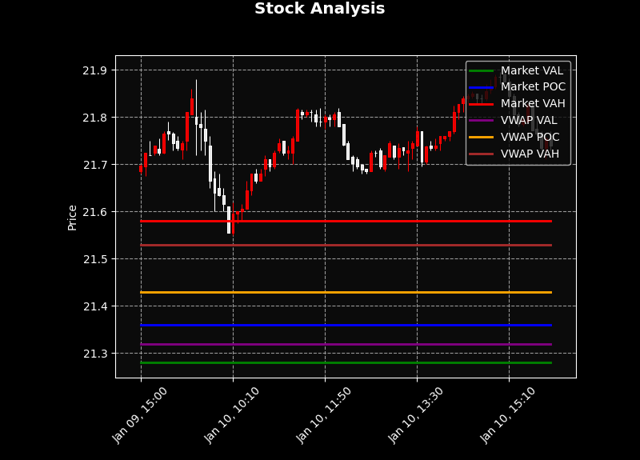 Stock Analysis
Market VAL
Market POC
Market VAH
VWAP VAL
VWAP POC
VWAP VAH
Price
21.9
21.8
21.7
21.6
21.5
21.4
21.3
Jan 09, 15:00
Jan 10, 10:10
Jan 10, 11:50
Jan 10, 13:30
Jan 10, 15:10